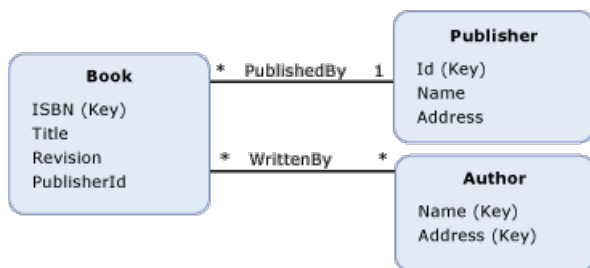 Book
ISBN (Key)
Title
Revision
PublisherId
* PublishedBy 1
* WrittenBy *
Publisher
Id (Key)
Name
Address
Author
Name (Key)
Address (Key)